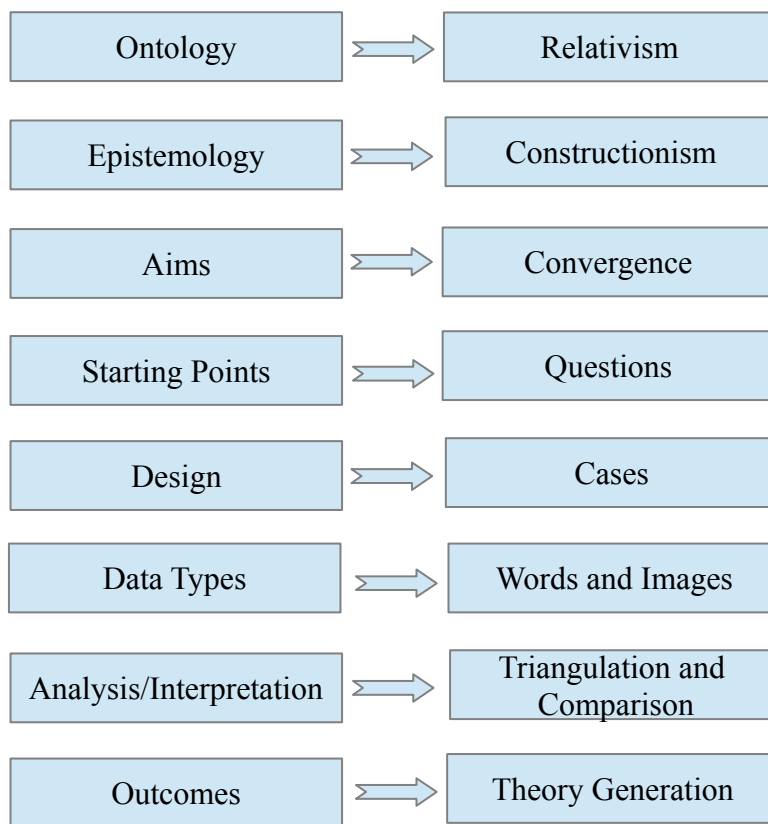 Ontology
Relativism
Epistemology
Constructionism
Aims
Convergence
Starting Points
Questions
Design
Cases
Data Types
Words and Images
Analysis/Interpretation
Triangulation and
Comparison
Outcomes
Theory Generation